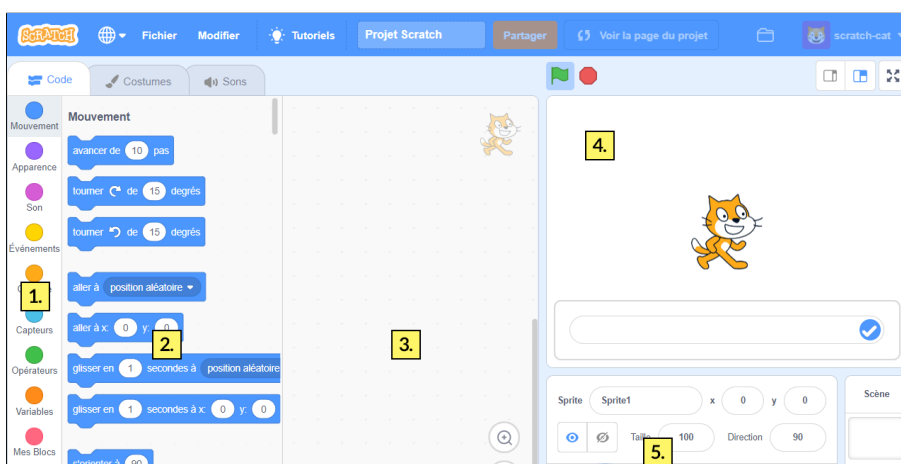 SCRATCH
Fichier
Modifier
Tutoriels
Projet Scratch
Partager
Voir la page du projet
scratch-cat
Code
Costumes
Sons
Mouvement
Apparence
Son
Événements
1.
Capteurs
Opérateurs
Variables
Mes Blocs
Mouvement
avancer de 10 pas
tourner de 15 degrés
tourner de 15 degrés
aller à position aléatoire
aller à x: 0 y: 0
2.
glisser en 1 secondes à position aléatoire
glisser en 1 secondes à x: 0 y: 0
s'orienter à 90
3.
4.
Sprite Sprite1 x 0 y 0
Taille 100 Direction 90
5.
Scène